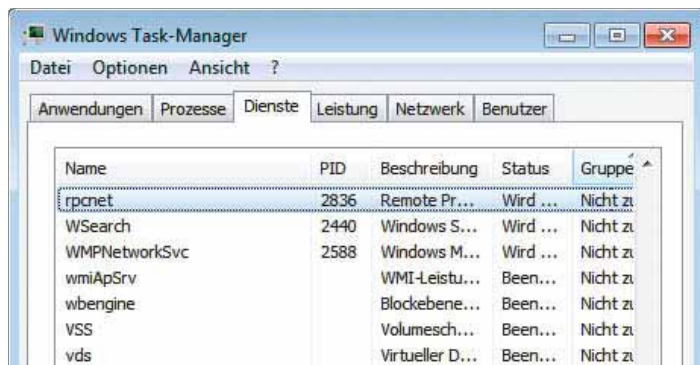 Windows Task-Manager
Datei Optionen Ansicht ?
Anwendungen Prozesse Dienste Leistung Netzwerk Benutzer
Name PID Beschreibung Status Gruppe
rpcnet 2836 Remote Pr... Wird ... Nicht zu
WSearch 2440 Windows S... Wird ... Nicht zu
WMPNetworkSvc 2588 Windows M... Wird ... Nicht zu
wmiApSrv WMI-Leistu... Been... Nicht zu
wbengine Blockebene... Been... Nicht zu
VSS Volumesch... Been... Nicht zu
vds Virtueller D... Been... Nicht zu